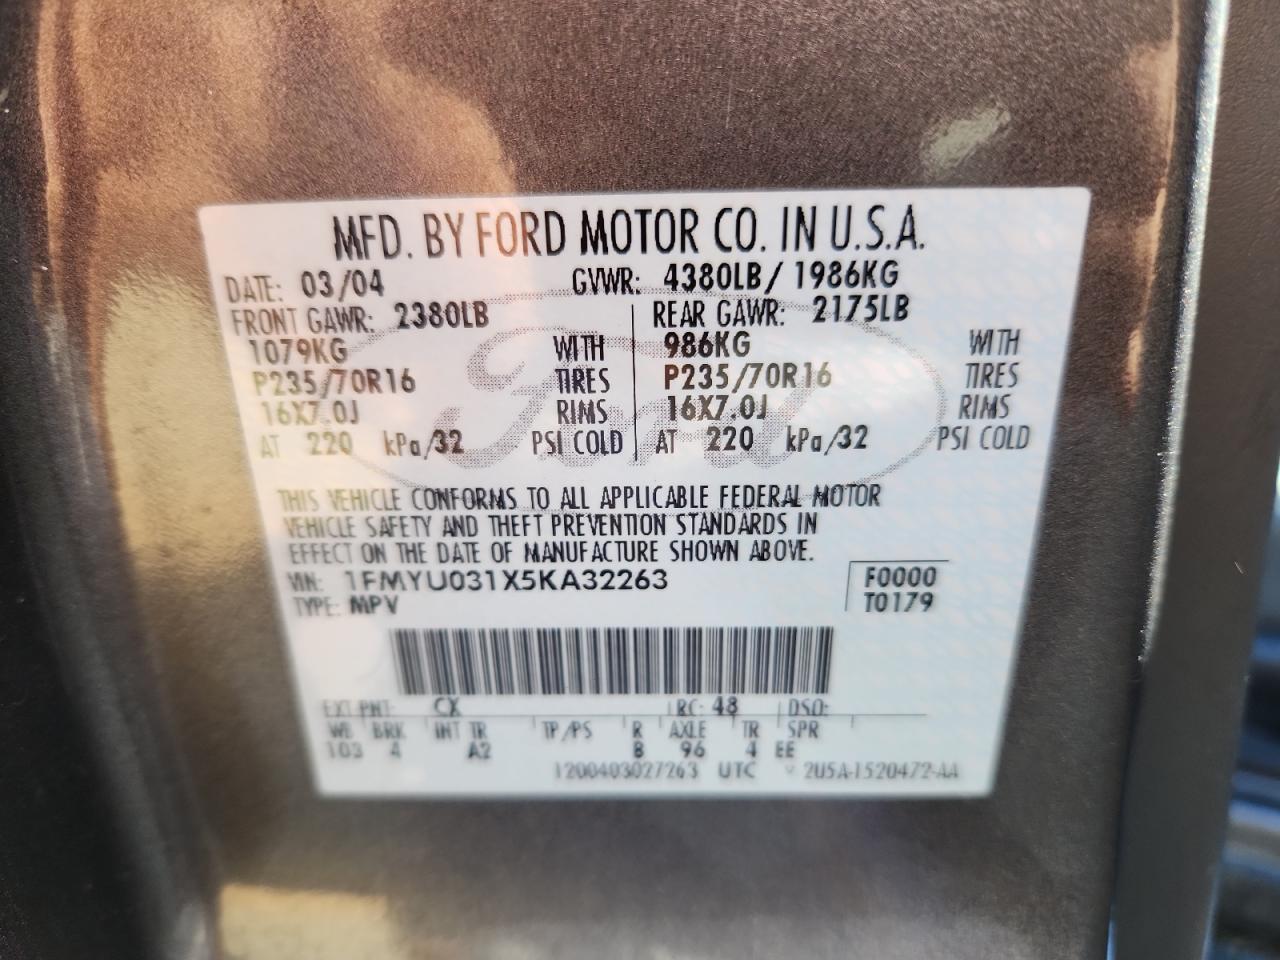 MFD. BY FORD MOTOR CO. IN U.S.A.
DATE: 03/04 GVWR: 4380LB/ 1986KG
FRONT GAWR: 2380LB REAR GAWR: 2175LB
1079KG WITH 986KG WITH
P235/70R16 TIRES P235/70R16 TIRES
16X7.0J RIMS 16X7.0J RIMS
AT 220 kPa/32 PSI COLD AT 220 kPa/32 PSI COLD
Ford
THIS VEHICLE CONFORMS TO ALL APPLICABLE FEDERAL MOTOR
VEHICLE SAFETY AND THEFT PREVENTION STANDARDS IN
EFFECT ON THE DATE OF MANUFACTURE SHOWN ABOVE.
VIN: 1FMYU031X5KA32263 F0000
TYPE: MPV T0179
EXT PNT: CX RC: 48 DSO:
WB BRK INT TR TP/PS R AXLE TR SPR
103 4 A2 B 96 4 EE
1200403027263 UTC 2U5A-1520472-AA